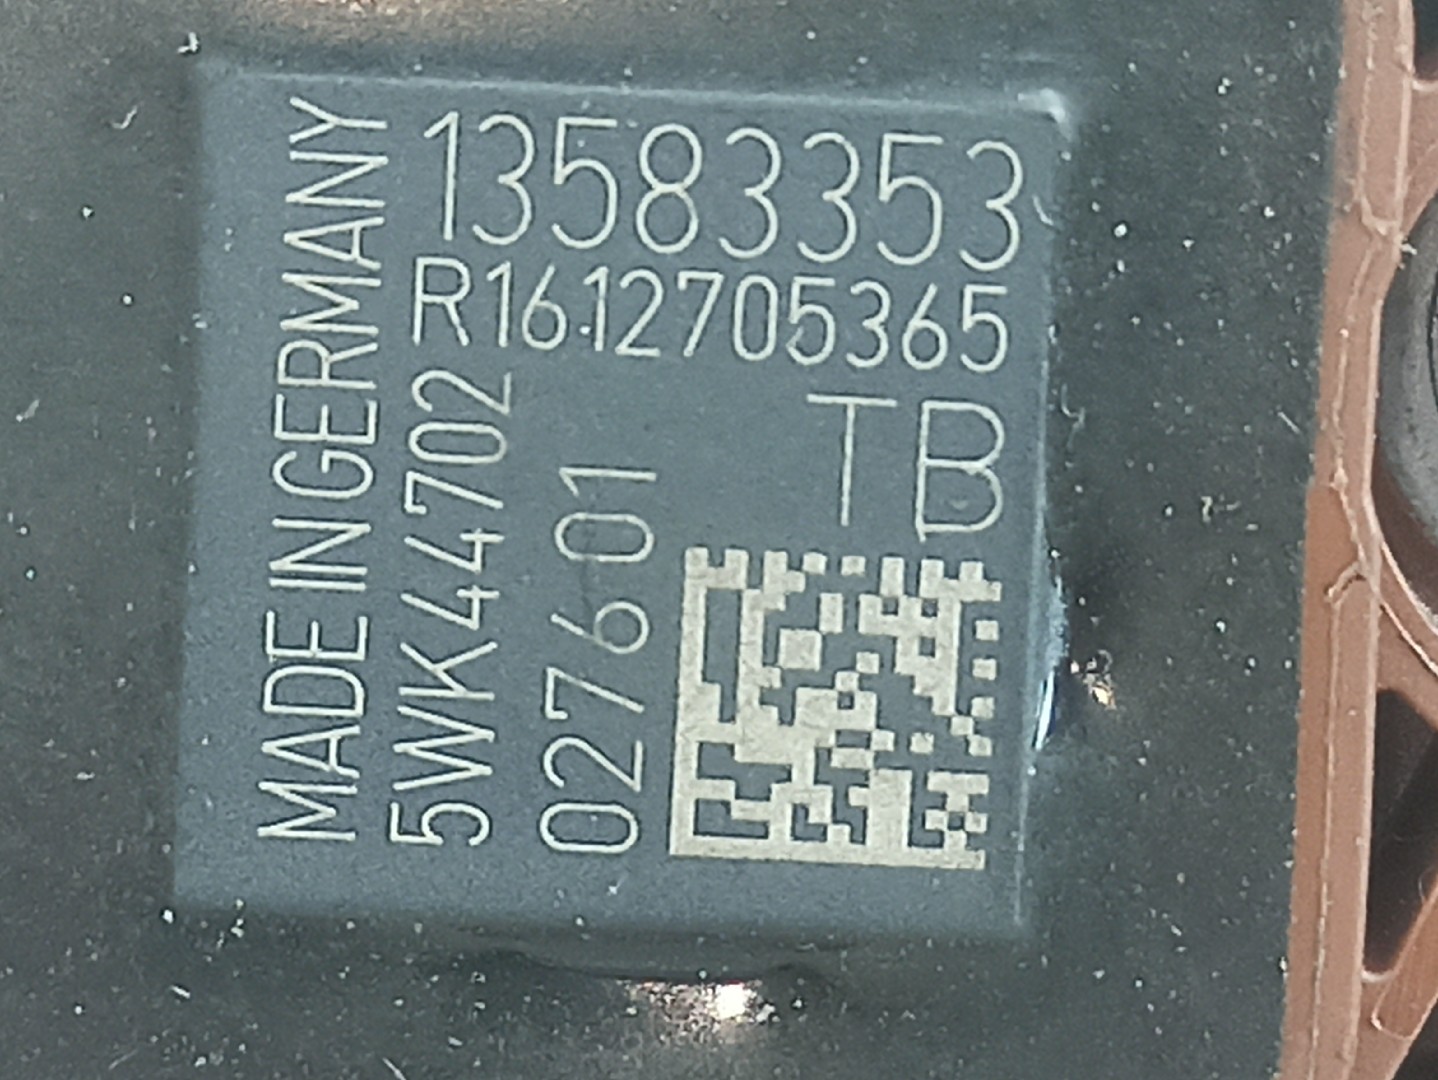 13583353
R1612705365
TB
MADE IN GERMANY
5WK44702
027601